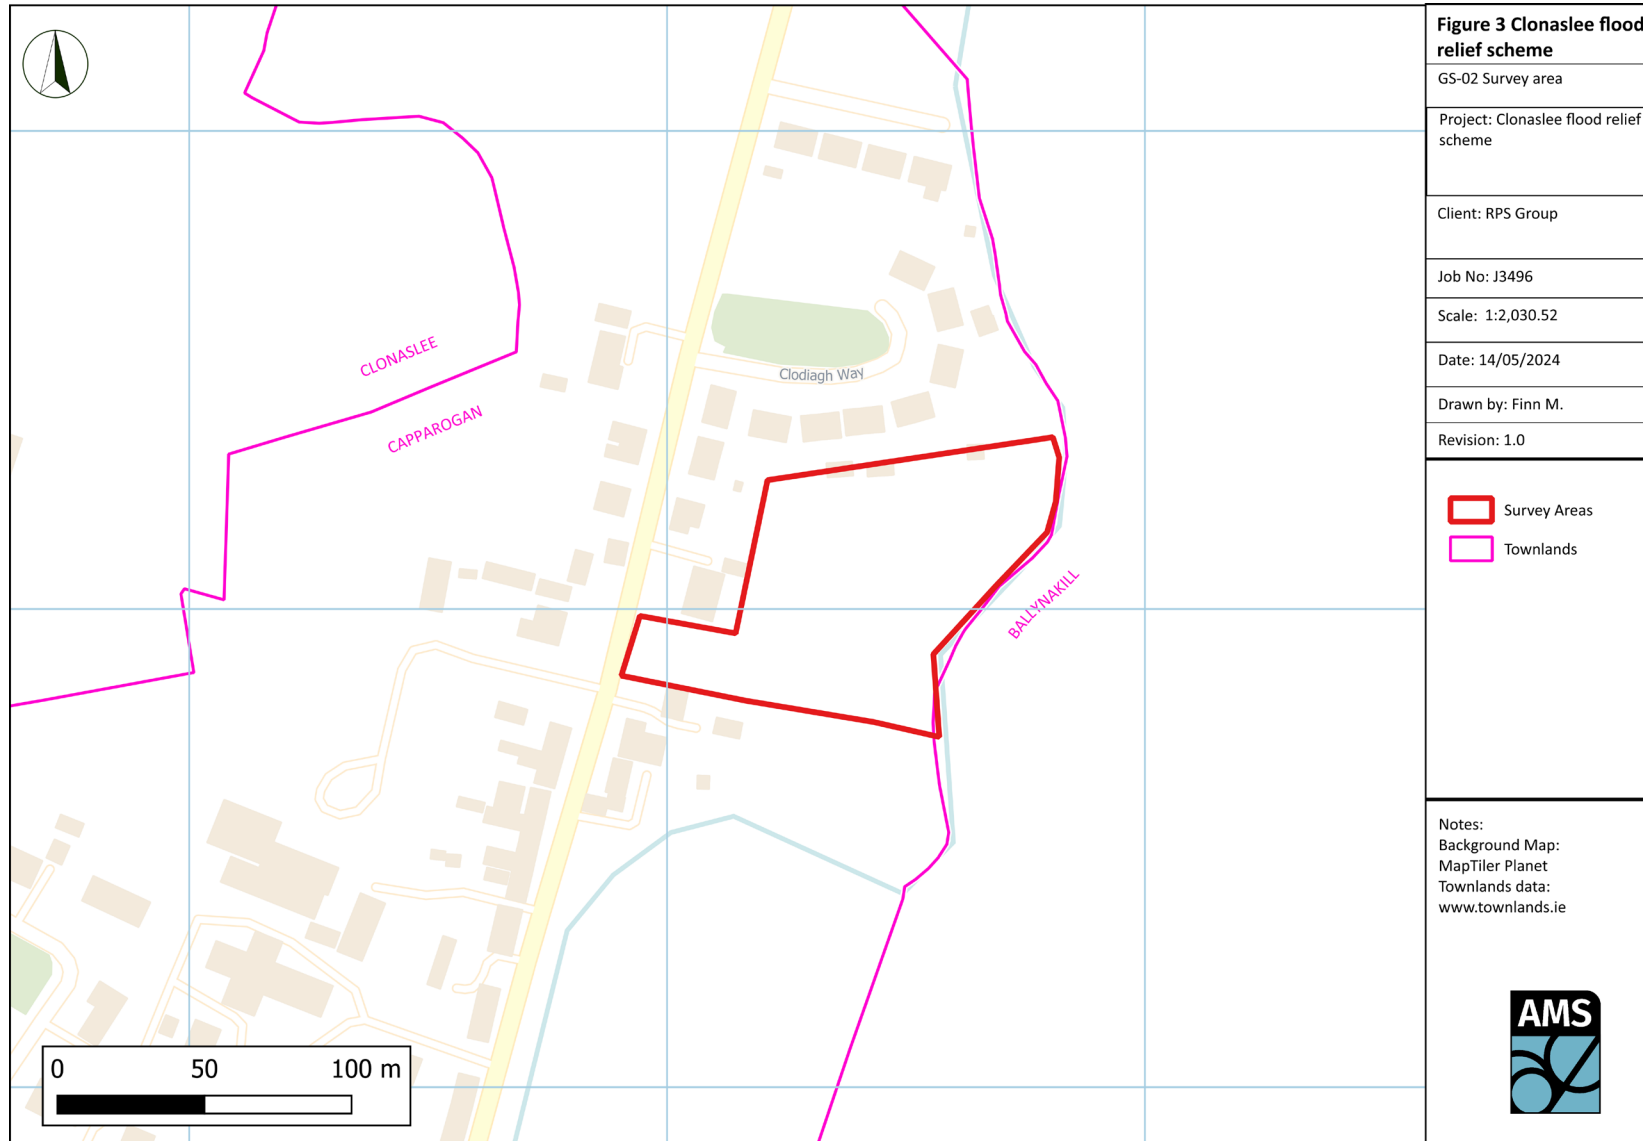 Figure 3 Clonaslee flood
relief scheme
GS-02 Survey area
Project: Clonaslee flood relief
scheme
Client: RPS Group
Job No: J3496
Scale: 1:2,030.52
Date: 14/05/2024
Drawn by: Finn M.
Revision: 1.0
Survey Areas
Townlands
Notes:
Background Map:
MapTiler Planet
Townlands data:
www.townlands.ie
AMS
CLONASLEE
CAPPAROGAN
Clodiagh Way
BALLYNAKILL
0 50 100 m